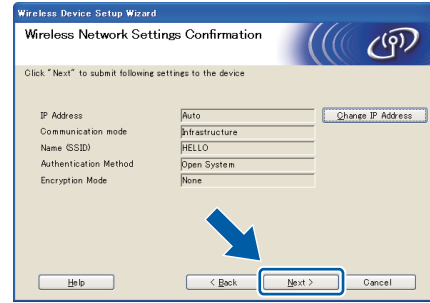 Wireless Device Setup Wizard
Wireless Network Settings Confirmation
Click "Next" to submit following settings to the device
IP Address Auto Change IP Address
Communication mode Infrastructure
Name (SSID) HELLO
Authentication Method Open System
Encryption Mode None
Help < Back Next > Cancel